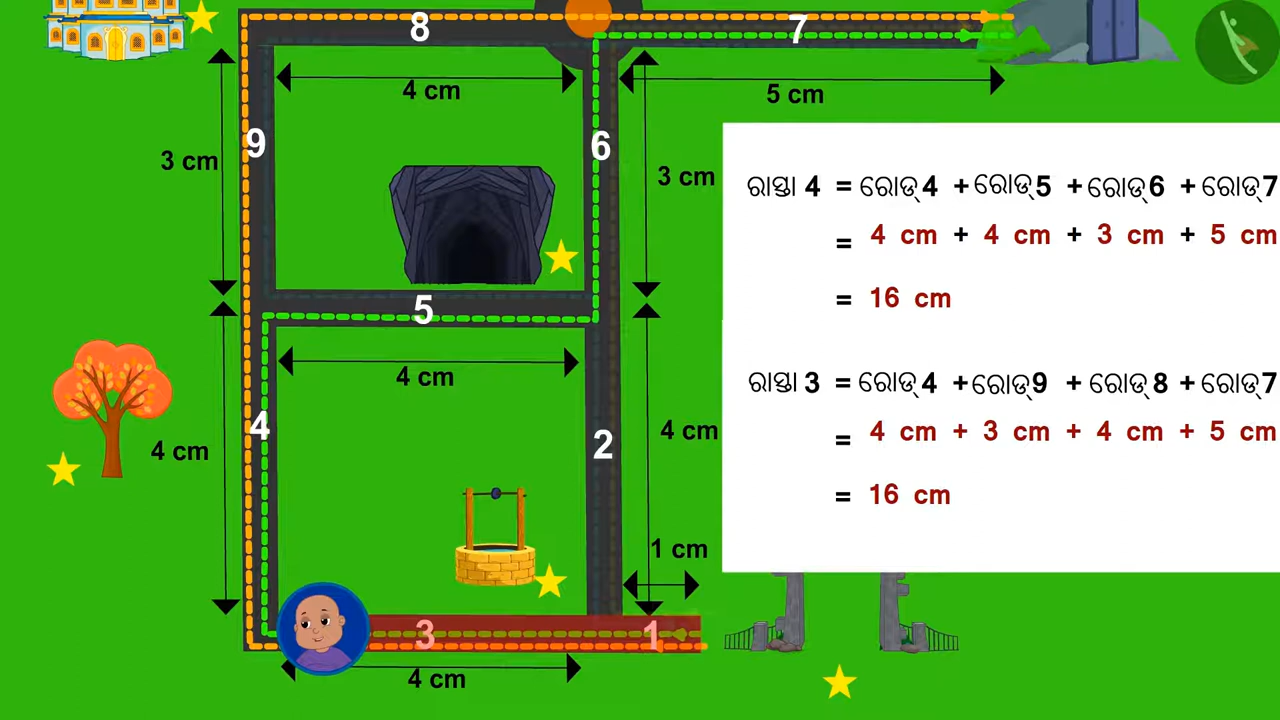 8
7
4 cm
5 cm
9
6
3 cm
3 cm
ରାସ୍ତା 4 = ରୋଡ୍ 4 + ରୋଡ୍ 5 + ରୋଡ୍ 6 + ରୋଡ୍ 7
= 4 cm + 4 cm + 3 cm + 5 cm
= 16 cm
5
4 cm
ରାସ୍ତା 3 = ରୋଡ୍ 4 + ରୋଡ୍ 9 + ରୋଡ୍ 8 + ରୋଡ୍ 7
= 4 cm + 3 cm + 4 cm + 5 cm
= 16 cm
4
2
4 cm
4 cm
1 cm
3
1
4 cm